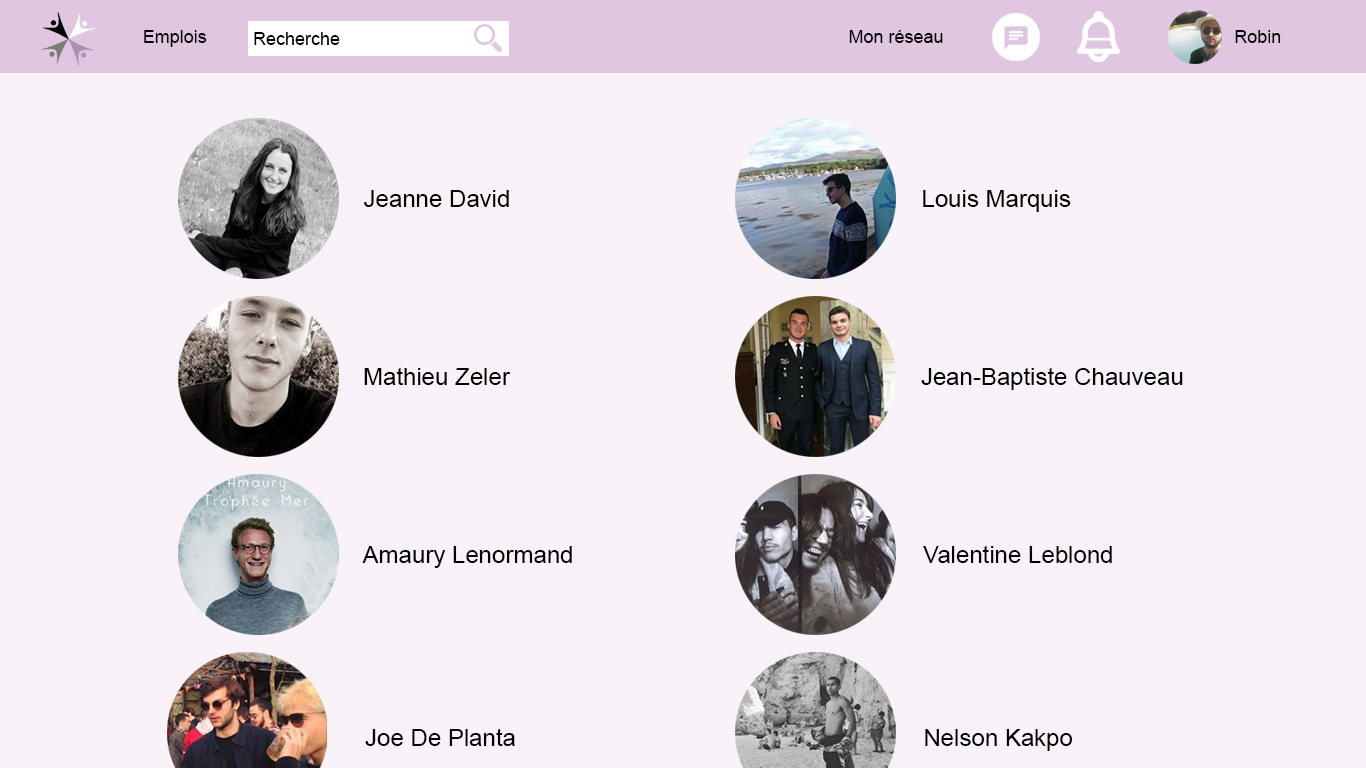 Emplois
Recherche
Mon réseau
Robin
Jeanne David
Louis Marquis
Mathieu Zeler
Jean-Baptiste Chauveau
Amaury
Trophée Mer
Amaury Lenormand
Valentine Leblond
Joe De Planta
Nelson Kakpo